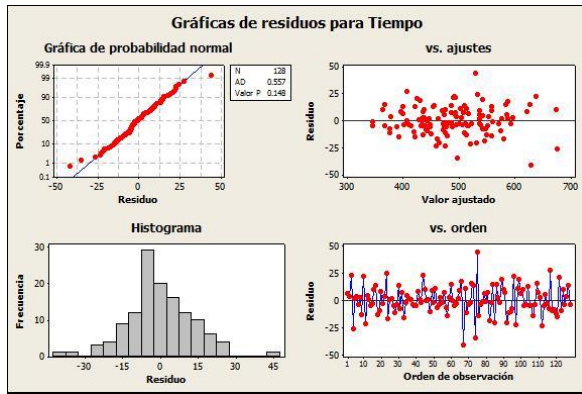 Gráficas de residuos para Tiempo
Gráfica de probabilidad normal
99.9
99
90
50
10
1
0.1
Porcentaje
-50 -25 0 25 50
Residuo
N 128
AD 0.557
Valor P 0.148
vs. ajustes
50
25
0
-25
-50
Residuo
300 400 500 600 700
Valor ajustado
Histograma
30
20
10
0
Frecuencia
-30 -15 0 15 30 45
Residuo
vs. orden
50
25
0
-25
-50
Residuo
1 10 20 30 40 50 60 70 80 90 100 110 120
Orden de observación